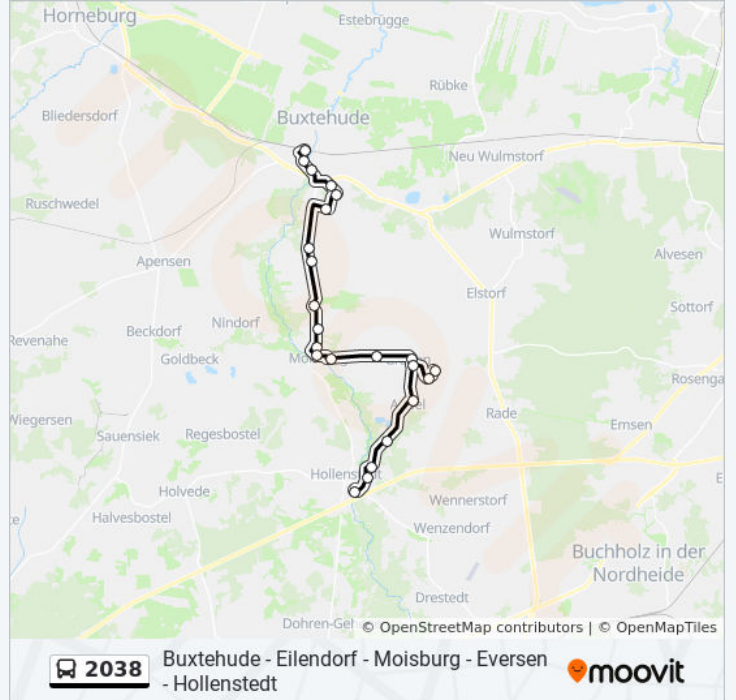 Horneburg
Estebrügge
Rübke
Bliedersdorf
Buxtehude
Neu Wulmstorf
Ruschwedel
Wulmstorf
Apensen
Alvesen
Elstorf
Sottorf
Nindorf
Beckdorf
Revenahe
Goldbeck
Rosenga
Wiegersen
Rade
Emsen
Regesbostel
Sauensiek
Holvede
Wennerstorf
Halvesbostel
Wenzendorf
Buchholz in der
Nordheide
Drestedt
© OpenStreetMap contributors | © OpenMapTiles
2038
Buxtehude - Eilendorf - Moisburg - Eversen
- Hollenstedt
moovit